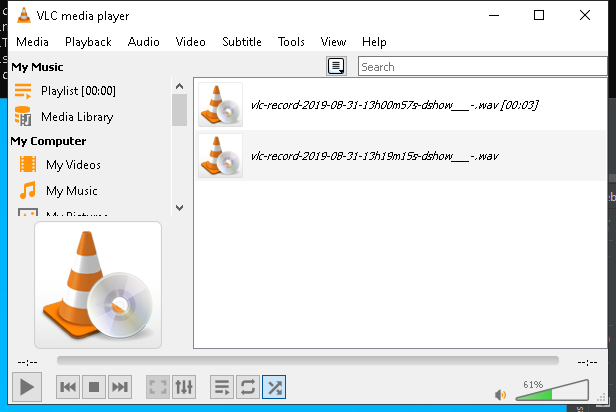 VLC media player
Media Playback Audio Video Subtitle Tools View Help
My Music
Search
Playlist [00:00]
Media Library
My Computer
My Videos
My Music
My Pictures
vlc-record-2019-08-31-13h00m57s-dshow___-.wav [00:03]
vlc-record-2019-08-31-13h19m15s-dshow___-.wav
--:--
--:--
61%